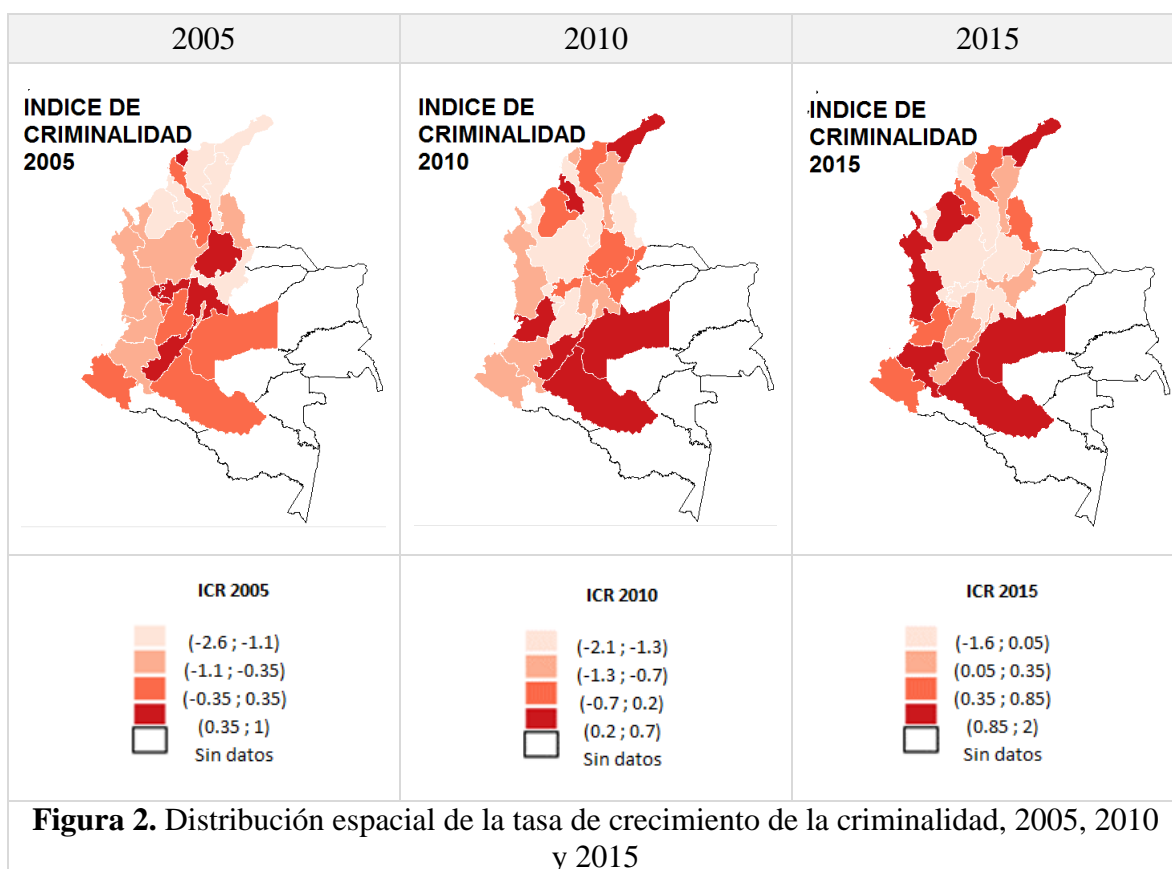 2005
2010
2015
INDICE DE
CRIMINALIDAD
2005
INDICE DE
CRIMINALIDAD
2010
INDICE DE
CRIMINALIDAD
2015
ICR 2005
(-2.6 ; -1.1)
(-1.1 ; -0.35)
(-0.35 ; 0.35)
(0.35 ; 1)
Sin datos
ICR 2010
(-2.1 ; -1.3)
(-1.3 ; -0.7)
(-0.7 ; 0.2)
(0.2 ; 0.7)
Sin datos
ICR 2015
(-1.6 ; 0.05)
(0.05 ; 0.35)
(0.35 ; 0.85)
(0.85 ; 2)
Sin datos
Figura 2. Distribución espacial de la tasa de crecimiento de la criminalidad, 2005, 2010
y 2015